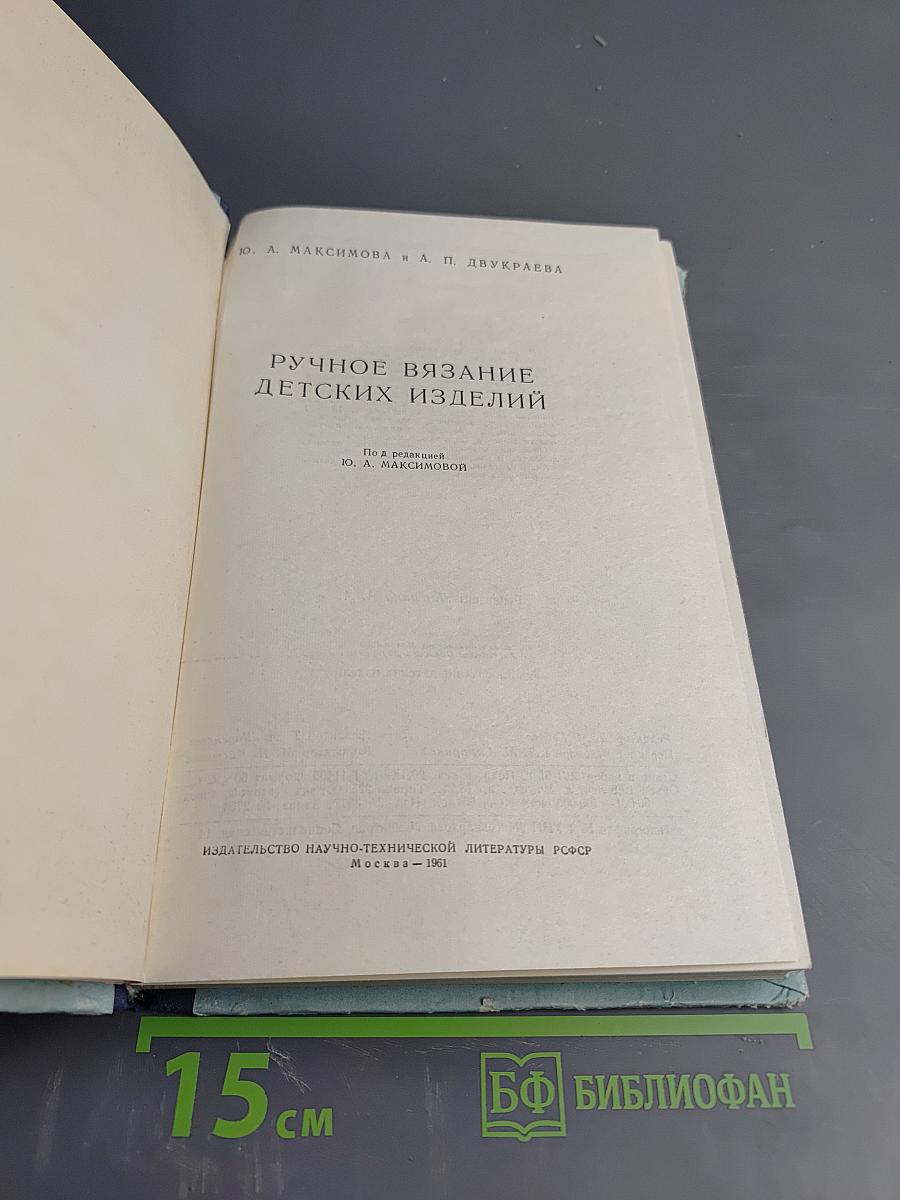 Ю. А. МАКСИМОВА и А. П. ДВУКРАЕВА
РУЧНОЕ ВЯЗАНИЕ
ДЕТСКИХ ИЗДЕЛИЙ
Под редакцией
Ю. А. МАКСИМОВОЙ
ИЗДАТЕЛЬСТВО НАУЧНО-ТЕХНИЧЕСКОЙ ЛИТЕРАТУРЫ РСФСР
Москва — 1961
15 см
БФ БИБЛИОФАН